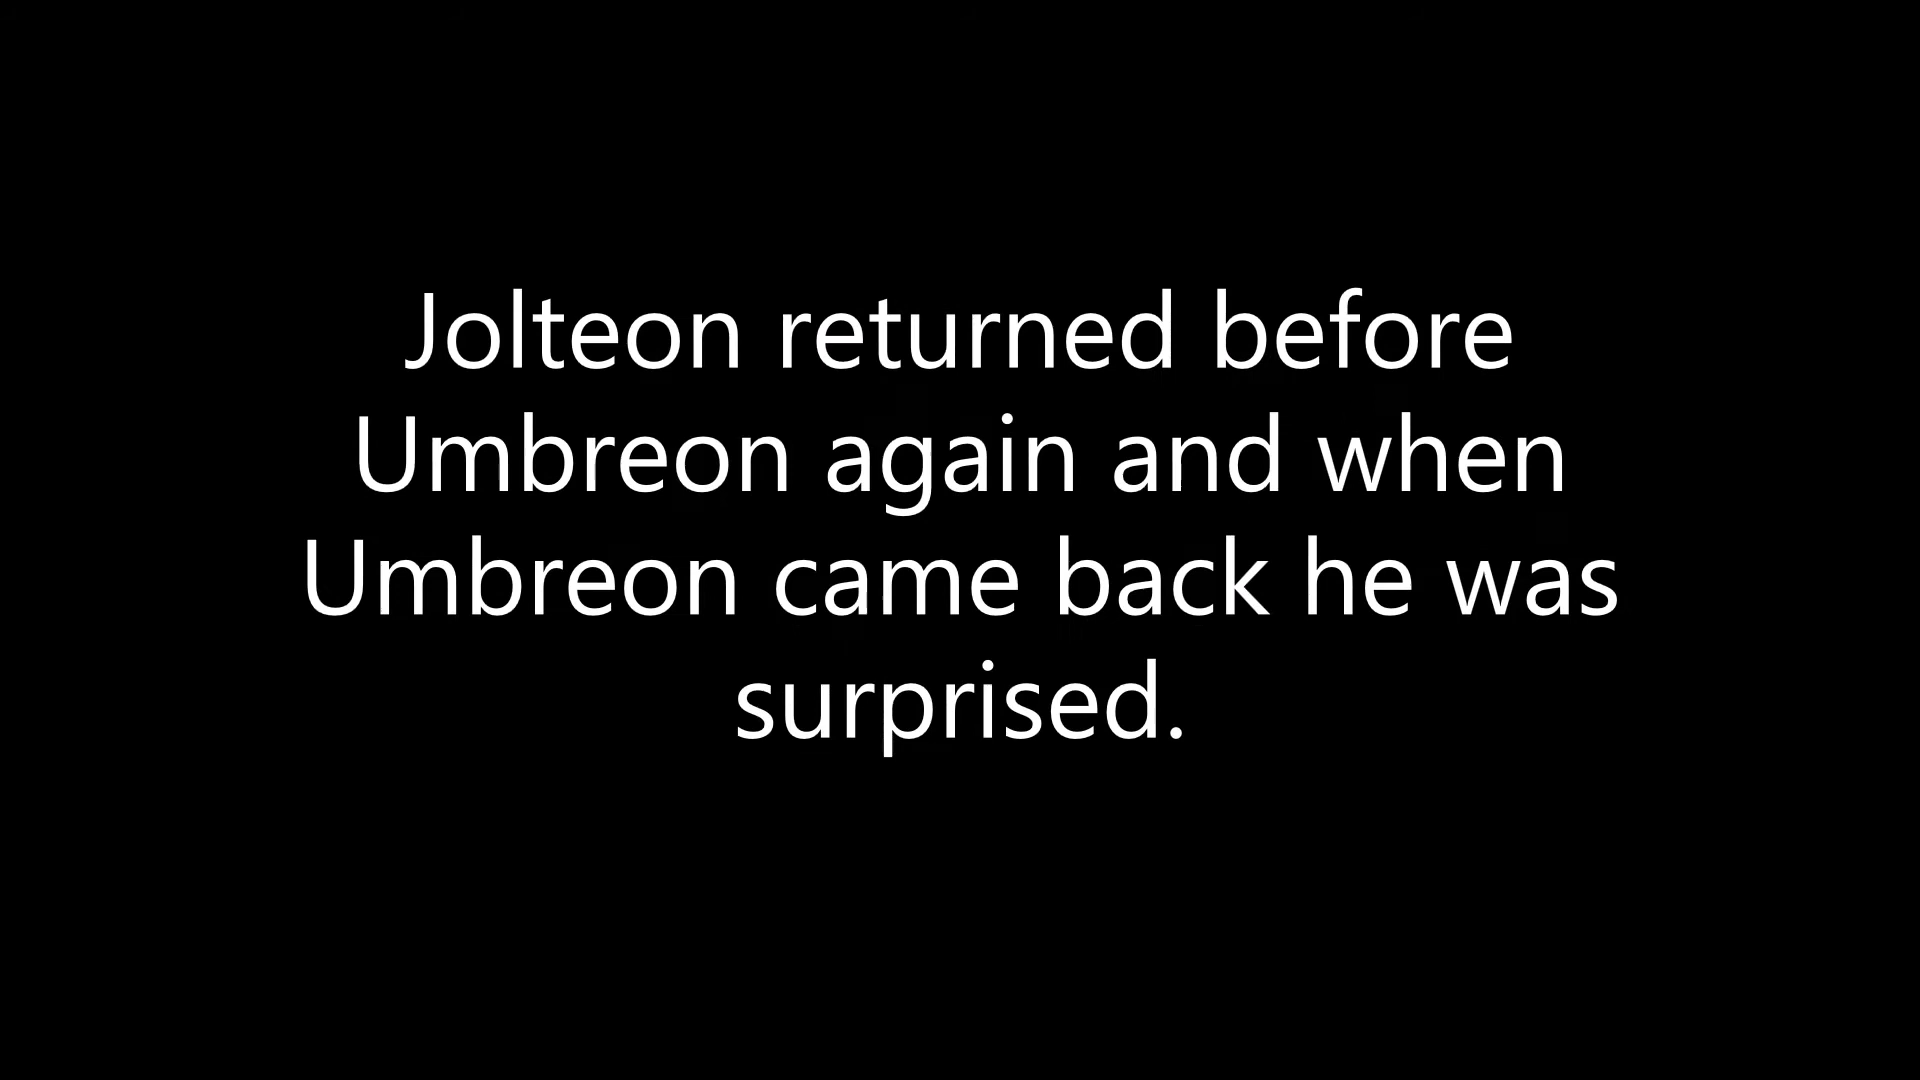 Jolteon returned before
Umbreon again and when
Umbreon came back he was
surprised.